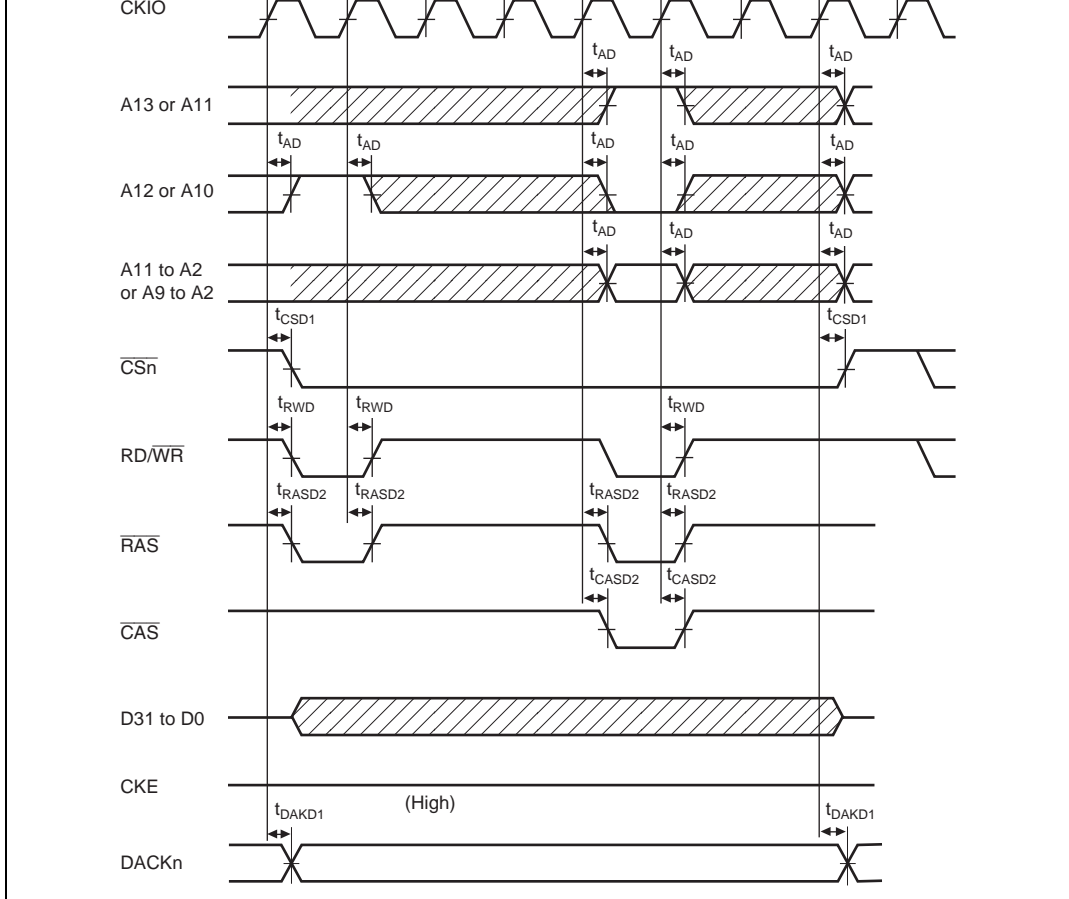 CKIO
tAD tAD tAD
A13 or A11
tAD tAD tAD tAD tAD
A12 or A10
tAD tAD tAD
A11 to A2
or A9 to A2
tCSD1 tCSD1
CSn
tRWD tRWD tRWD
RD/WR
tRASD2 tRASD2 tRASD2 tRASD2
RAS
tCASD2 tCASD2
CAS
D31 to D0
CKE
(High)
tDAKD1 tDAKD1
DACKn